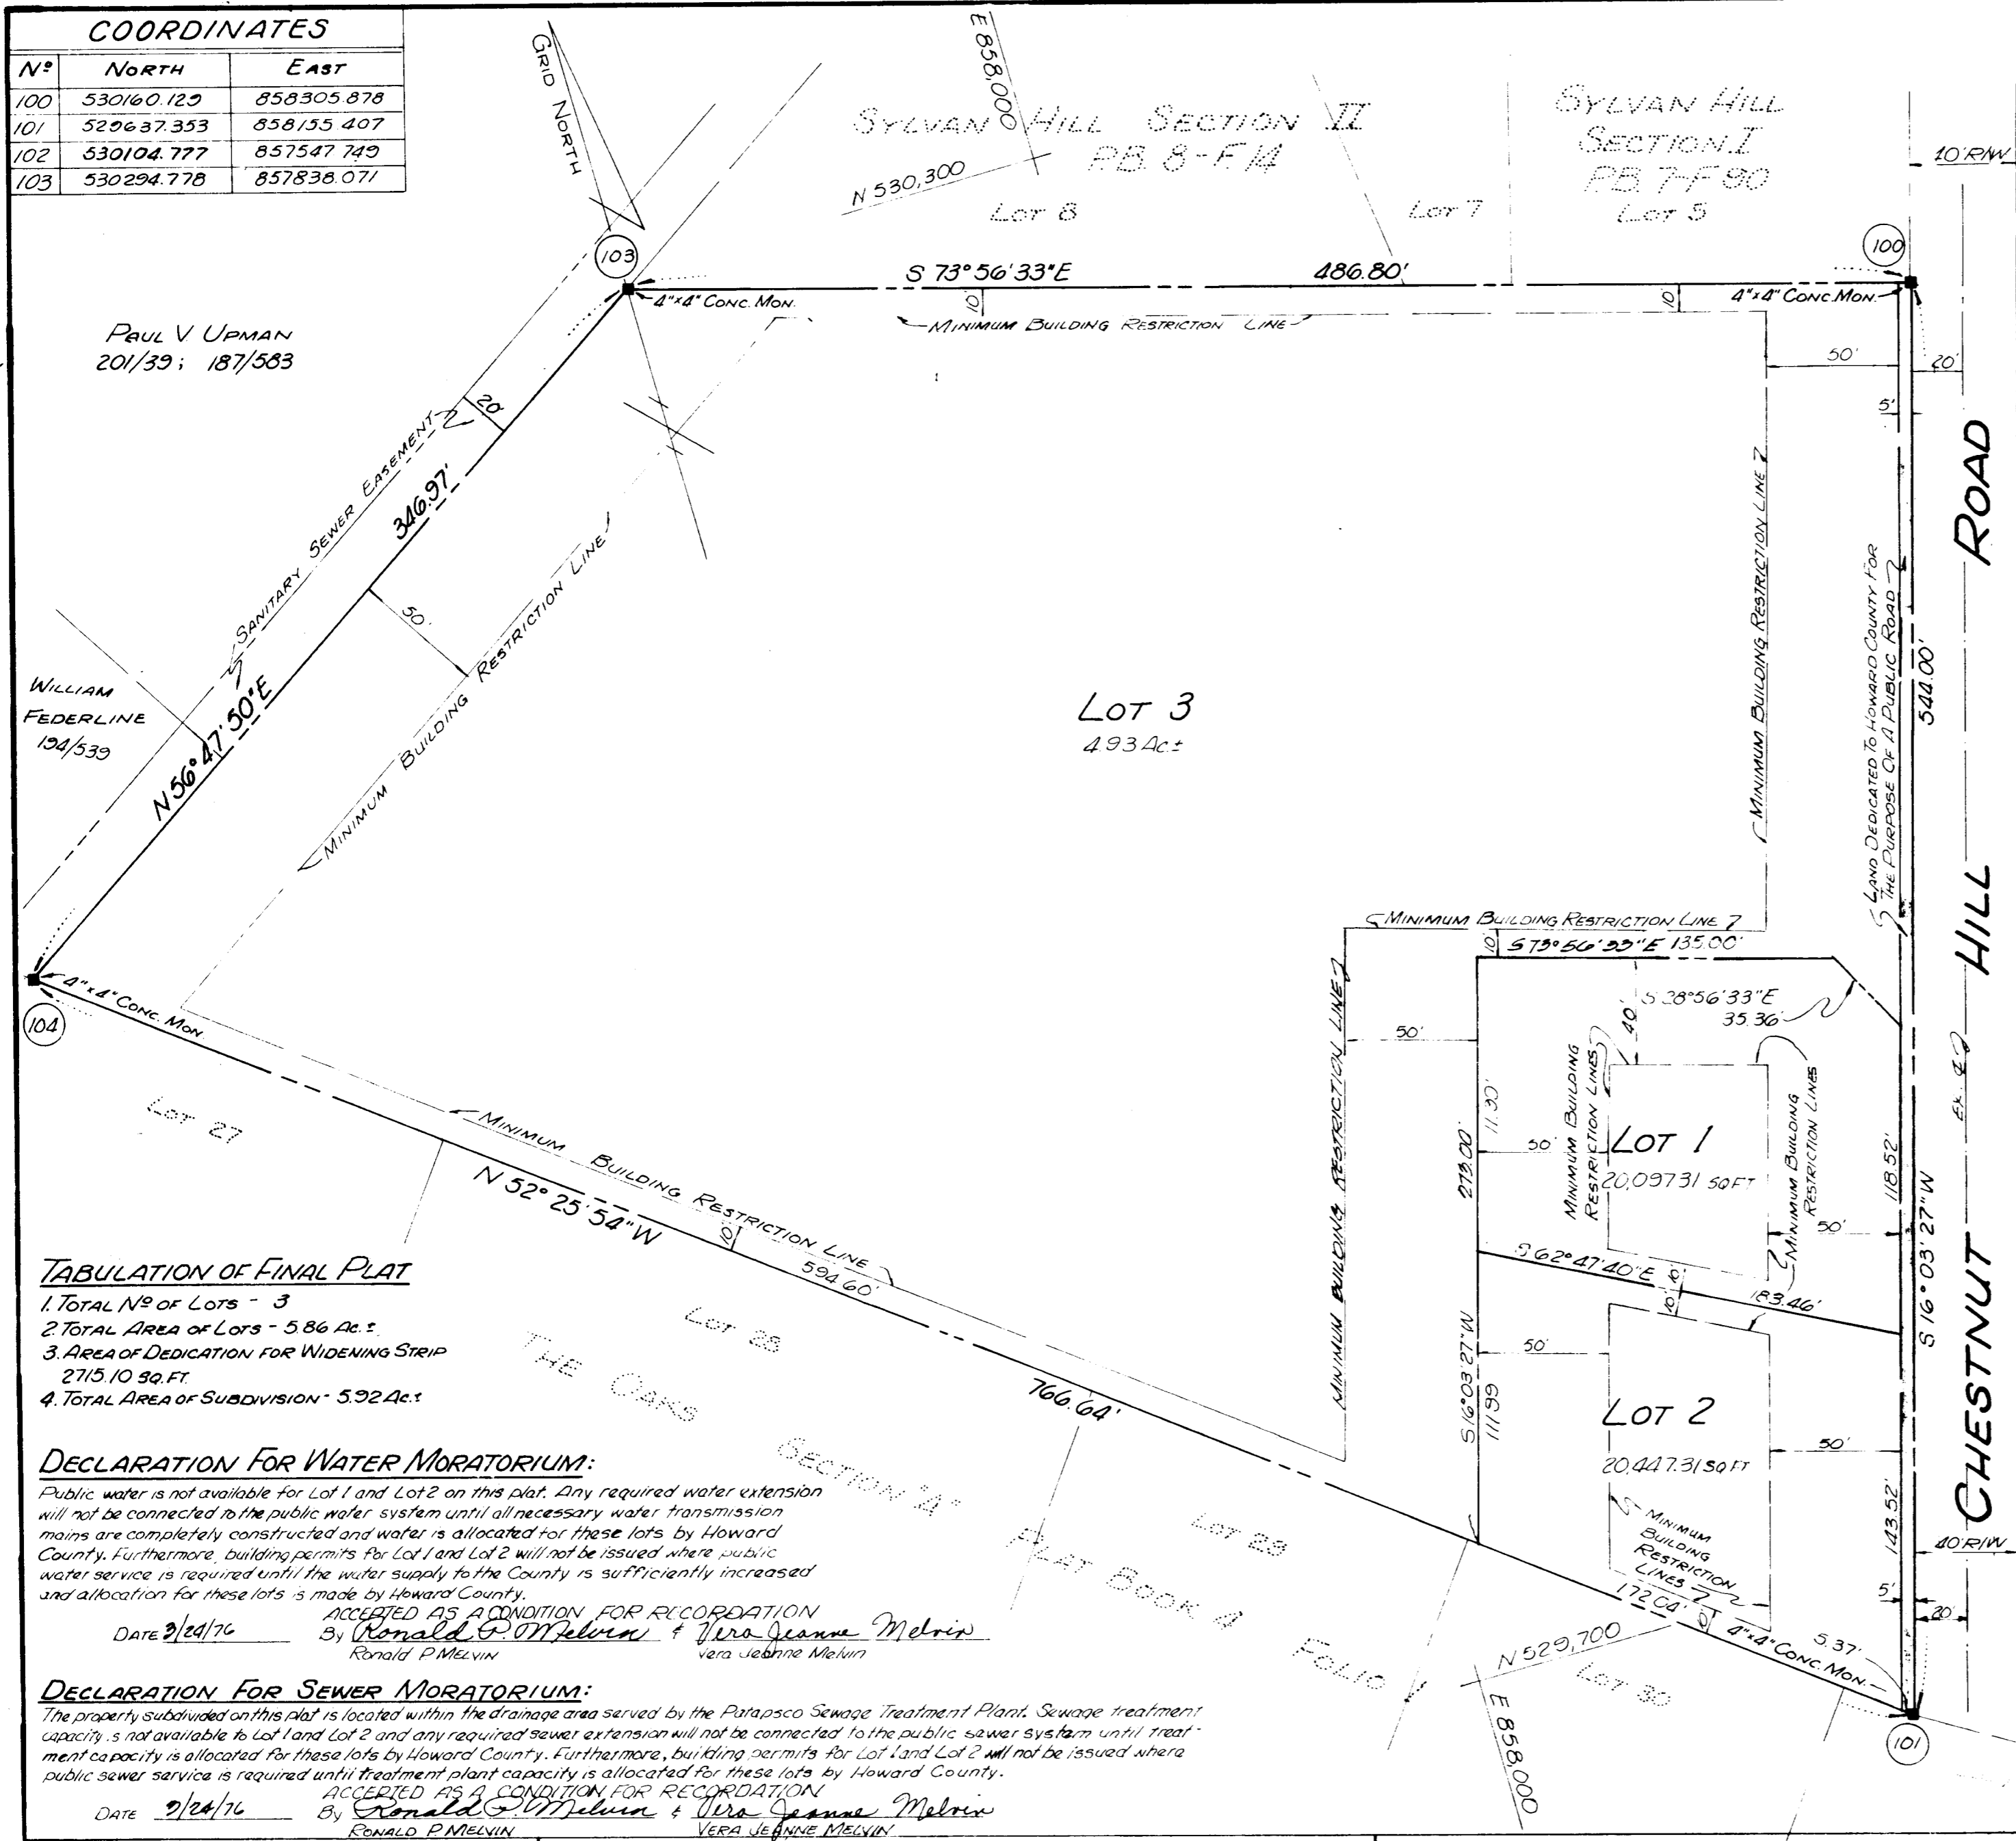 COORDINATES
Nº NORTH EAST
100 530160.129 858305.878
101 529637.353 858155 407
102 530104.777 857547 749
103 530294.778 857838.071
GRID NORTH
E 858,000
N 530,300
SYLVAN HILL SECTION II
P.B. 8-F.14
LOT 8
LOT 7
SYLVAN HILL
SECTION I
P.B. 7-F 90
LOT 5
10' R/W
103
100
S 73° 56' 33" E 486.80'
4"x4" CONC. MON.
4"x4" CONC. MON.
10'
10'
MINIMUM BUILDING RESTRICTION LINE
PAUL V. UPMAN
201/39; 187/583
50'
20'
5'
SANITARY SEWER EASEMENT
20'
346.97'
N 56° 47' 50" E
50'
MINIMUM BUILDING RESTRICTION LINE
WILLIAM
FEDERLINE
194/539
MINIMUM BUILDING RESTRICTION LINE
LAND DEDICATED TO HOWARD COUNTY FOR
THE PURPOSE OF A PUBLIC ROAD
544.00'
CHESTNUT HILL ROAD
LOT 3
4.93 Ac.±
MINIMUM BUILDING RESTRICTION LINE
10'
S 73° 56' 33" E 135.00'
S 28° 56' 33" E
35.36'
40'
50'
MINIMUM BUILDING RESTRICTION LINE
104
4"x4" CONC. MON.
LOT 27
MINIMUM BUILDING RESTRICTION LINE
N 52° 25' 54" W
10'
594.60'
766.64'
273.00'
50'
MINIMUM BUILDING
RESTRICTION LINES
LOT 1
20,097.31 SQ FT
MINIMUM BUILDING
RESTRICTION LINES
50'
118.52'
S 16° 03' 27" W
S 62° 47' 40" E
10'
10'
183.46'
S 16° 03' 27" W
111.99
50'
LOT 2
20,447.31 SQ FT
50'
MINIMUM
BUILDING
RESTRICTION
LINES
143.52'
40' R/W
5'
20'
172.04'
10'
4"x4" CONC. MON.
5.37'
101
LOT 28
THE OAKS SECTION "A" PLAT BOOK 4 FOLIO
LOT 29
N 529,700
E 858,000
LOT 30
TABULATION OF FINAL PLAT
1. TOTAL Nº OF LOTS - 3
2. TOTAL AREA OF LOTS - 5.86 Ac.±
3. AREA OF DEDICATION FOR WIDENING STRIP
2715.10 SQ. FT.
4. TOTAL AREA OF SUBDIVISION - 5.92 Ac.±
DECLARATION FOR WATER MORATORIUM:
Public water is not available for Lot 1 and Lot 2 on this plat. Any required water extension
will not be connected to the public water system until all necessary water transmission
mains are completely constructed and water is allocated for these lots by Howard
County. Furthermore, building permits for Lot 1 and Lot 2 will not be issued where public
water service is required until the water supply to the County is sufficiently increased
and allocation for these lots is made by Howard County.
ACCEPTED AS A CONDITION FOR RECORDATION
DATE 9/24/76 By Ronald P. Melvin & Vera Jeanne Melvin
Ronald P MELVIN Vera Jeanne Melvin
DECLARATION FOR SEWER MORATORIUM:
The property subdivided on this plat is located within the drainage area served by the Patapsco Sewage Treatment Plant. Sewage treatment
capacity is not available to Lot 1 and Lot 2 and any required sewer extension will not be connected to the public sewer system until treat-
ment capacity is allocated for these lots by Howard County. Furthermore, building permits for Lot 1 and Lot 2 will not be issued where
public sewer service is required until treatment plant capacity is allocated for these lots by Howard County.
ACCEPTED AS A CONDITION FOR RECORDATION
DATE 9/24/76 By Ronald P. Melvin & Vera Jeanne Melvin
RONALD P. MELVIN VERA JEANNE MELVIN